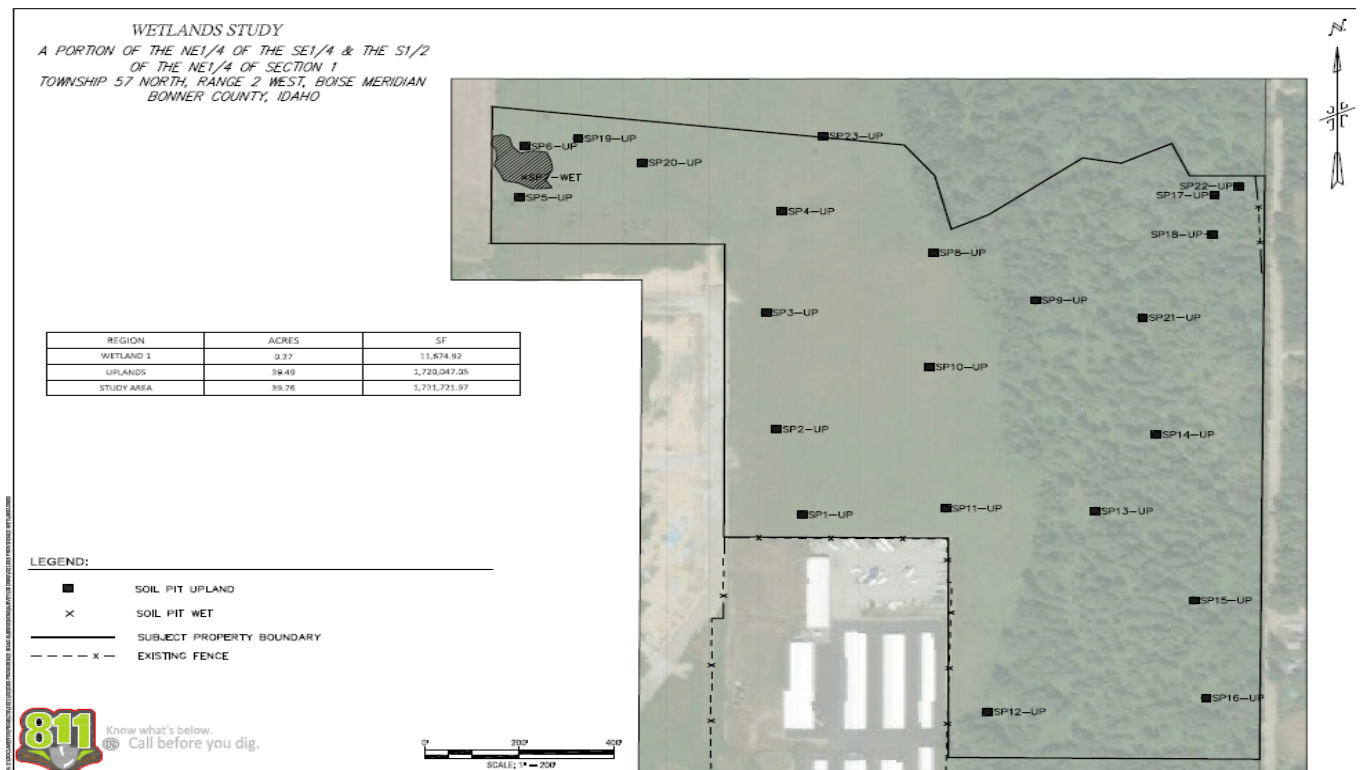 WETLANDS STUDY
A PORTION OF THE NE1/4 OF THE SE1/4 & THE S1/2
OF THE NE1/4 OF SECTION 1
TOWNSHIP 57 NORTH, RANGE 2 WEST, BOISE MERIDIAN
BONNER COUNTY, IDAHO
N
SP23-UP
SP19-UP
SP6-UP
SP20-UP
SP7-WET
SP5-UP
SP22-UP
SP17-UP
SP4-UP
SP18-UP
SP8-UP
SP9-UP
SP3-UP
SP21-UP
REGION ACRES SF
WETLAND 1 0.27 11,674.92
UPLANDS 39.49 1,720,047.05
STUDY AREA 39.76 1,731,721.97
SP10-UP
SP2-UP
SP14-UP
SP1-UP
SP11-UP
SP13-UP
LEGEND:
SOIL PIT UPLAND
SOIL PIT WET
SUBJECT PROPERTY BOUNDARY
EXISTING FENCE
SP15-UP
SP16-UP
SP12-UP
811
Know what's below.
Call before you dig.
0' 200' 400'
SCALE; 1" = 200'